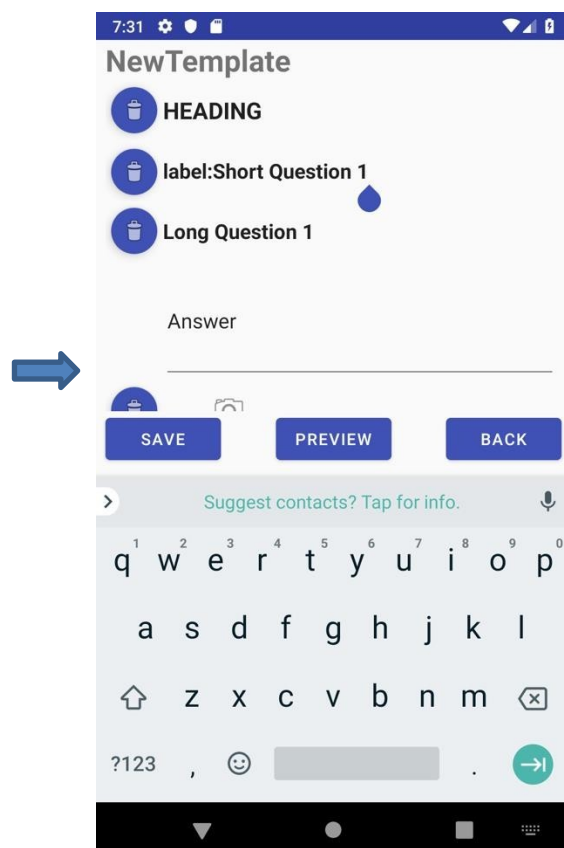 7:31
NewTemplate
HEADING
label:Short Question 1
Long Question 1
Answer
SAVE PREVIEW BACK
Suggest contacts? Tap for info.
1 2 3 4 5 6 7 8 9 0
q w e r t y u i o p
a s d f g h j k l
z x c v b n m
?123 , .